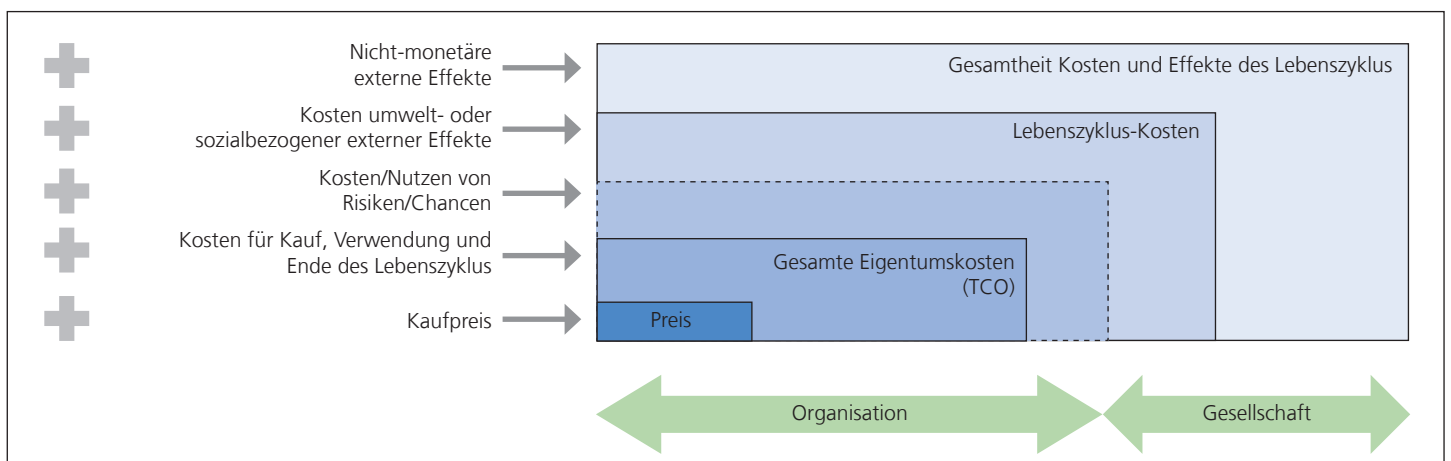 Nicht-monetäre
externe Effekte
Gesamtheit Kosten und Effekte des Lebenszyklus
Kosten umwelt- oder
sozialbezogener externer Effekte
Lebenszyklus-Kosten
Kosten/Nutzen von
Risiken/Chancen
Kosten für Kauf, Verwendung und
Ende des Lebenszyklus
Gesamte Eigentumskosten
(TCO)
Kaufpreis
Preis
Organisation
Gesellschaft